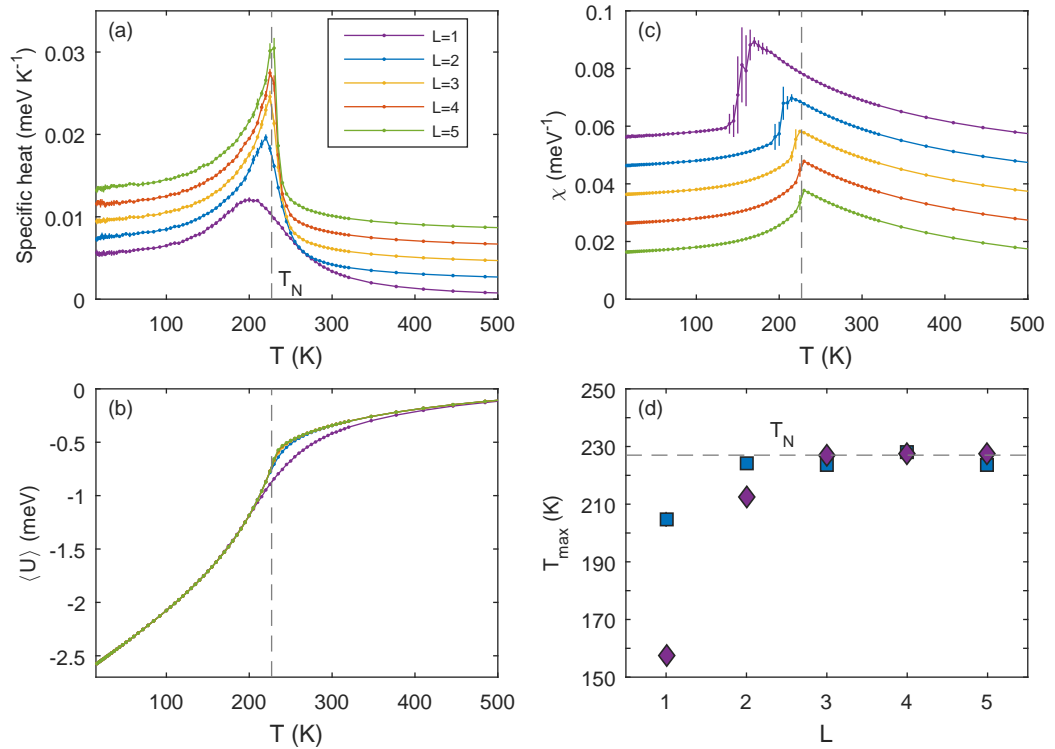 (a)
Specific heat (meV K⁻¹)
0.03
0.02
0.01
0
L=1
L=2
L=3
L=4
L=5
T_N
100 200 300 400 500
T (K)
(c)
χ (meV⁻¹)
0.1
0.08
0.06
0.04
0.02
0
100 200 300 400 500
T (K)
(b)
⟨U⟩ (meV)
0
-0.5
-1
-1.5
-2
-2.5
100 200 300 400 500
T (K)
(d)
T_max (K)
250
230
210
190
170
150
T_N
1 2 3 4 5
L